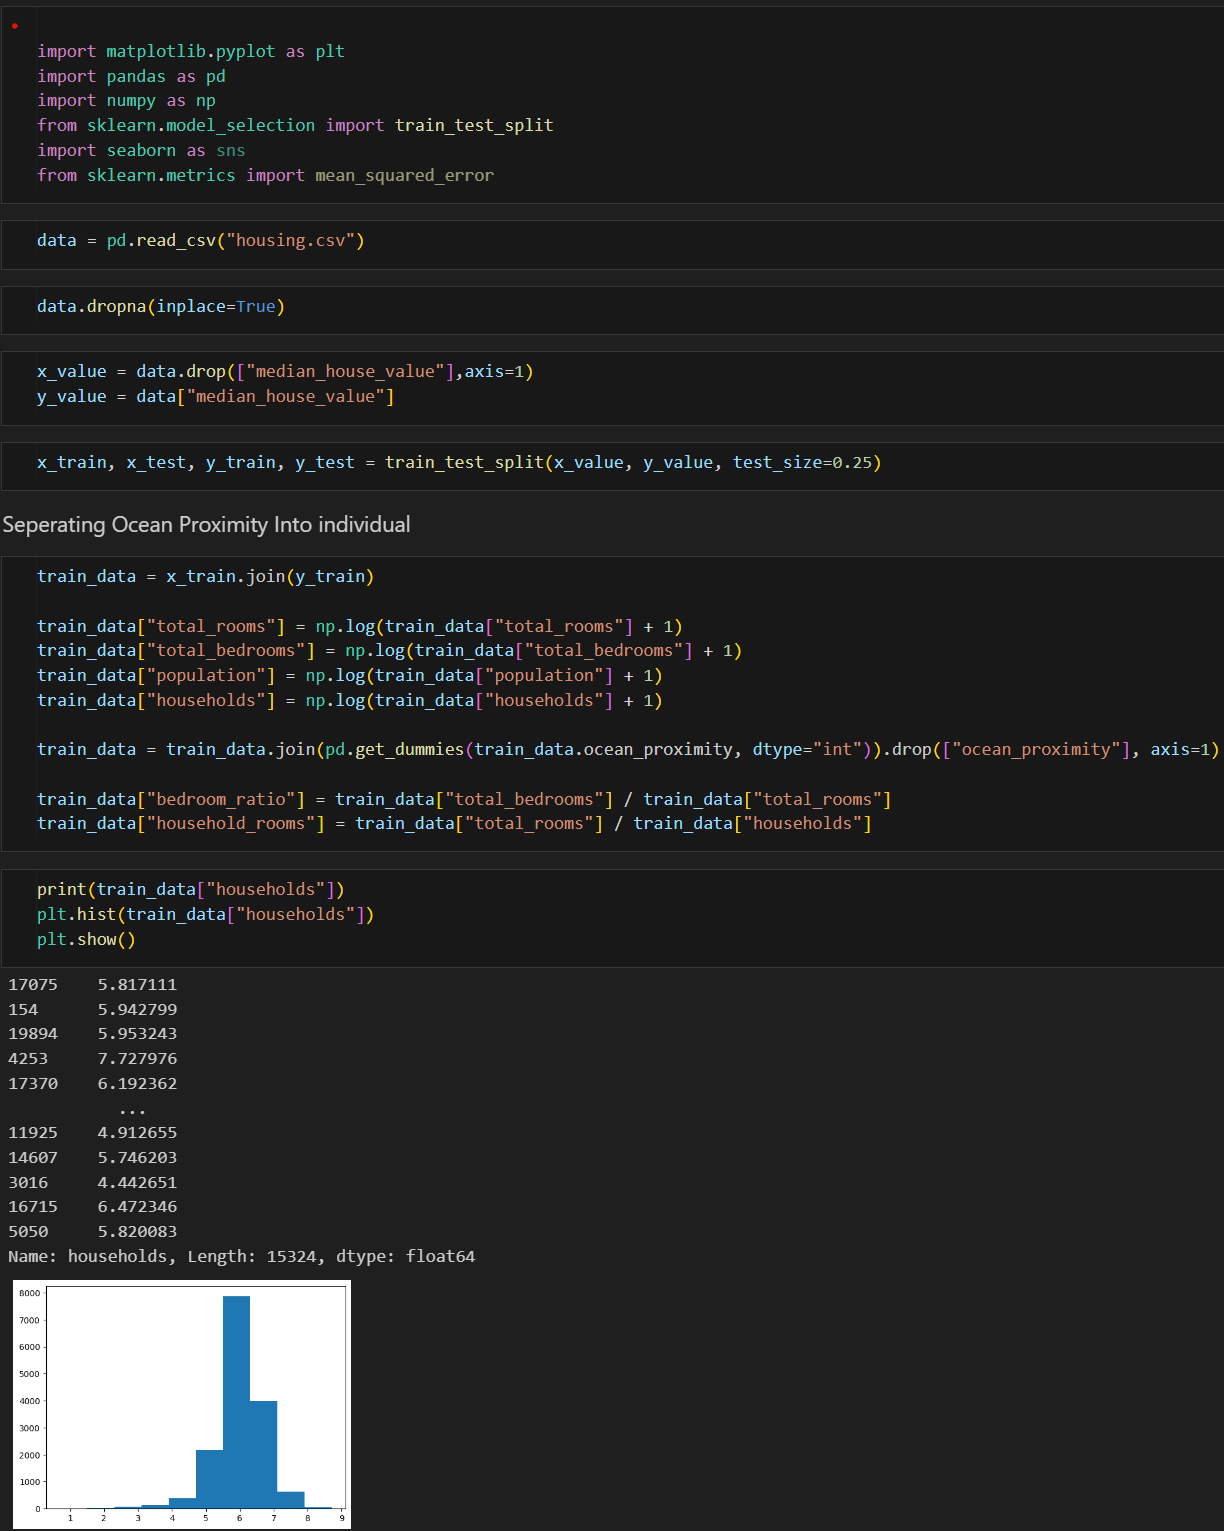 import matplotlib.pyplot as plt
import pandas as pd
import numpy as np
from sklearn.model_selection import train_test_split
import seaborn as sns
from sklearn.metrics import mean_squared_error
data = pd.read_csv("housing.csv")
data.dropna(inplace=True)
x_value = data.drop(["median_house_value"],axis=1)
y_value = data["median_house_value"]
x_train, x_test, y_train, y_test = train_test_split(x_value, y_value, test_size=0.25)
Seperating Ocean Proximity Into individual
train_data = x_train.join(y_train)
train_data["total_rooms"] = np.log(train_data["total_rooms"] + 1)
train_data["total_bedrooms"] = np.log(train_data["total_bedrooms"] + 1)
train_data["population"] = np.log(train_data["population"] + 1)
train_data["households"] = np.log(train_data["households"] + 1)
train_data = train_data.join(pd.get_dummies(train_data.ocean_proximity, dtype="int")).drop(["ocean_proximity"], axis=1)
train_data["bedroom_ratio"] = train_data["total_bedrooms"] / train_data["total_rooms"]
train_data["household_rooms"] = train_data["total_rooms"] / train_data["households"]
print(train_data["households"])
plt.hist(train_data["households"])
plt.show()
17075 5.817111
154 5.942799
19894 5.953243
4253 7.727976
17370 6.192362
...
11925 4.912655
14607 5.746203
3016 4.442651
16715 6.472346
5050 5.820083
Name: households, Length: 15324, dtype: float64
8000
7000
6000
5000
4000
3000
2000
1000
0
1 2 3 4 5 6 7 8 9